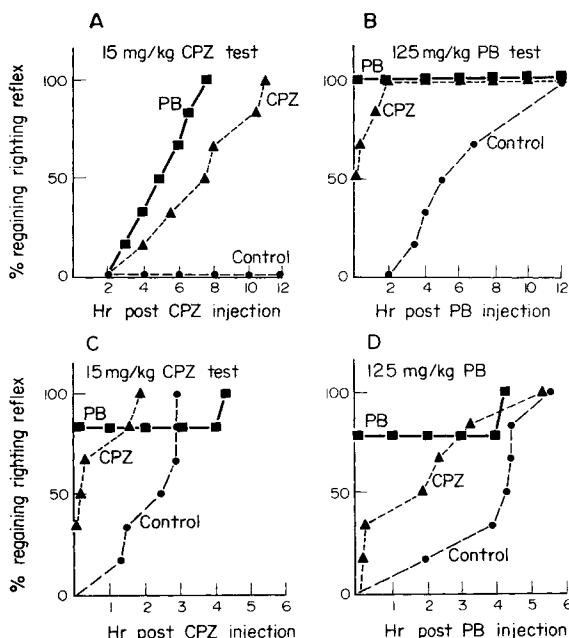 A
15 mg/kg CPZ test
% regaining righting reflex
100
50
0
PB
CPZ
Control
2 4 6 8 10 12
Hr post CPZ injection
B
125 mg/kg PB test
100
50
0
PB
CPZ
Control
2 4 6 8 10 12
Hr post PB injection
C
15 mg/kg CPZ test
% regaining righting reflex
100
50
0
PB
CPZ
Control
1 2 3 4 5 6
Hr post CPZ injection
D
125 mg/kg PB
100
50
0
PB
CPZ
Control
1 2 3 4 5 6
Hr post PB injection